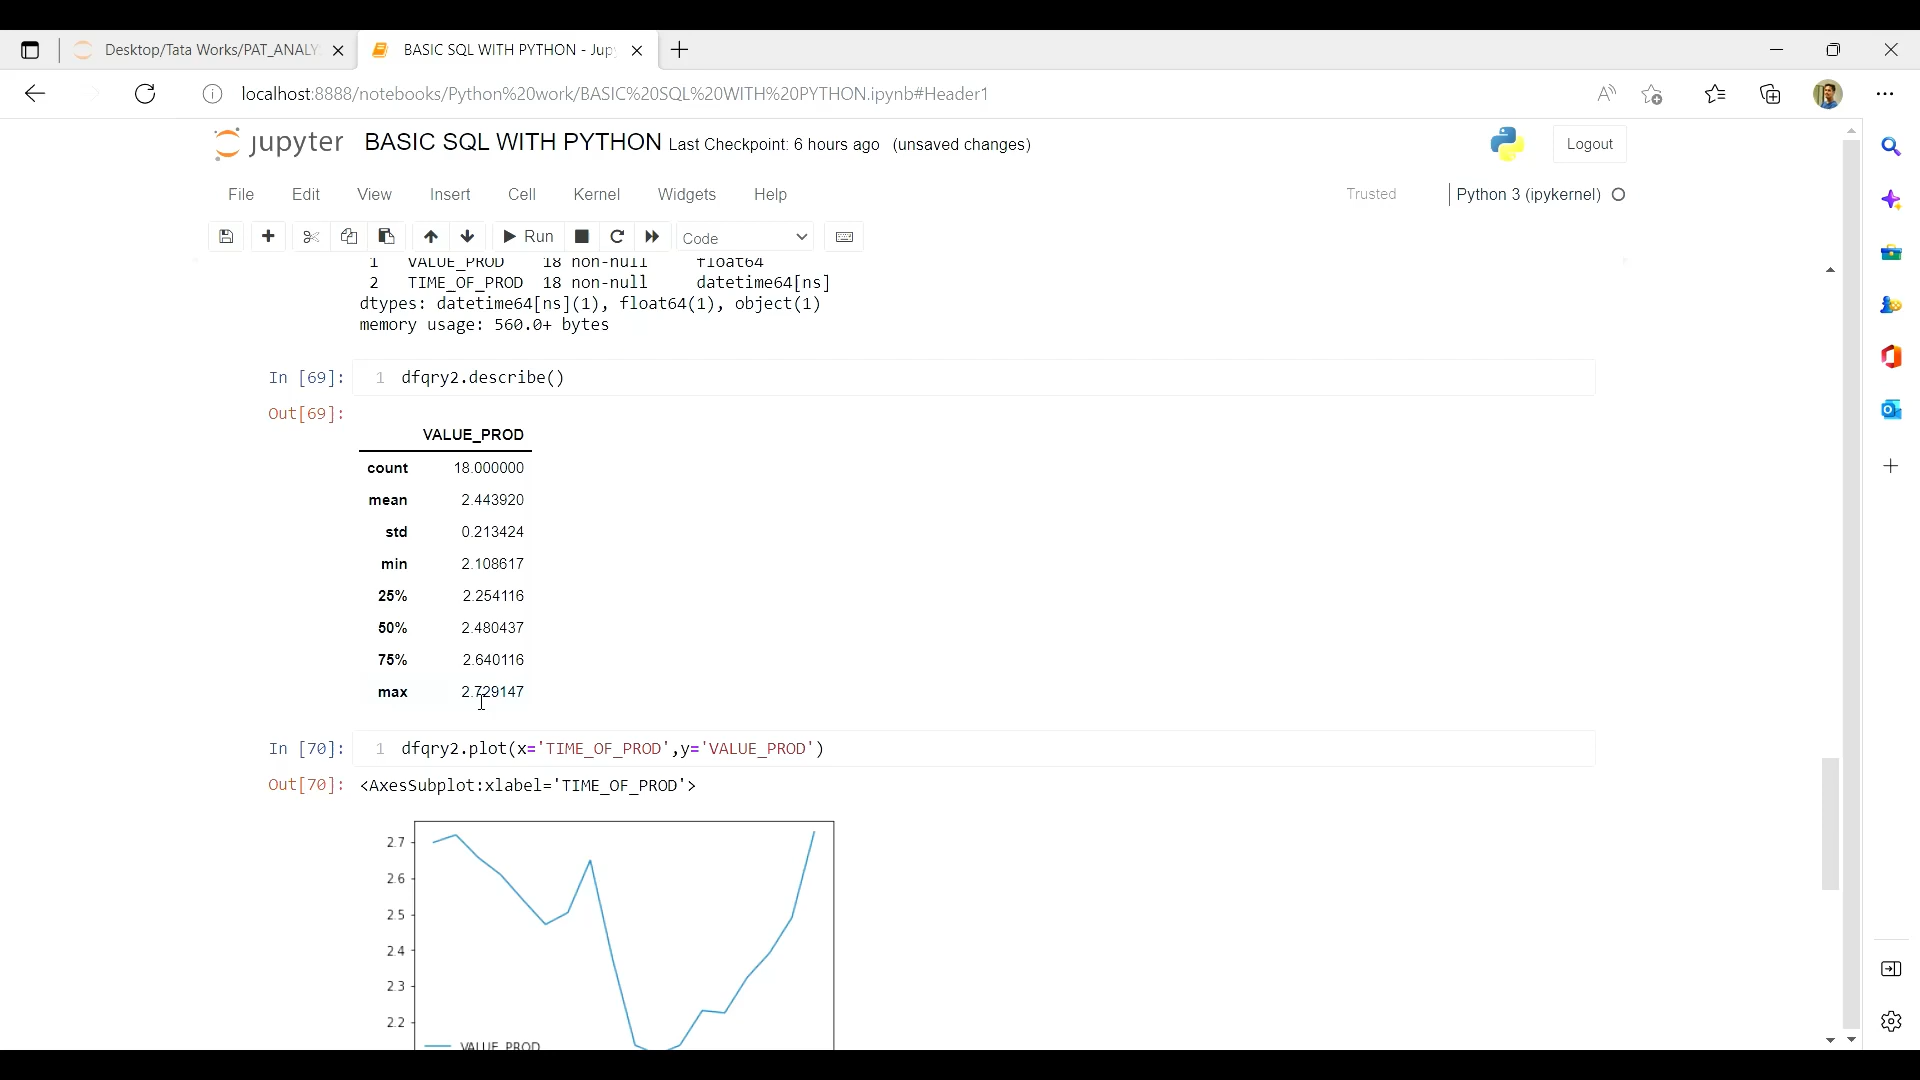 Desktop/Tata Works/PAT_ANALY
BASIC SQL WITH PYTHON - Jup
localhost:8888/notebooks/Python%20work/BASIC%20SQL%20WITH%20PYTHON.ipynb#Header1
jupyter BASIC SQL WITH PYTHON Last Checkpoint: 6 hours ago (unsaved changes)
Logout
File Edit View Insert Cell Kernel Widgets Help
Trusted
Python 3 (ipykernel)
Run
Code
1 VALUE_PROD 18 non-null float64
2 TIME_OF_PROD 18 non-null datetime64[ns]
dtypes: datetime64[ns](1), float64(1), object(1)
memory usage: 560.0+ bytes
In [69]: 1 dfqry2.describe()
Out[69]:
VALUE_PROD
count 18.000000
mean 2.443920
std 0.213424
min 2.108617
25% 2.254116
50% 2.480437
75% 2.640116
max 2.729147
In [70]: 1 dfqry2.plot(x='TIME_OF_PROD',y='VALUE_PROD')
Out[70]: <AxesSubplot:xlabel='TIME_OF_PROD'>
2.7
2.6
2.5
2.4
2.3
2.2
VALUE_PROD